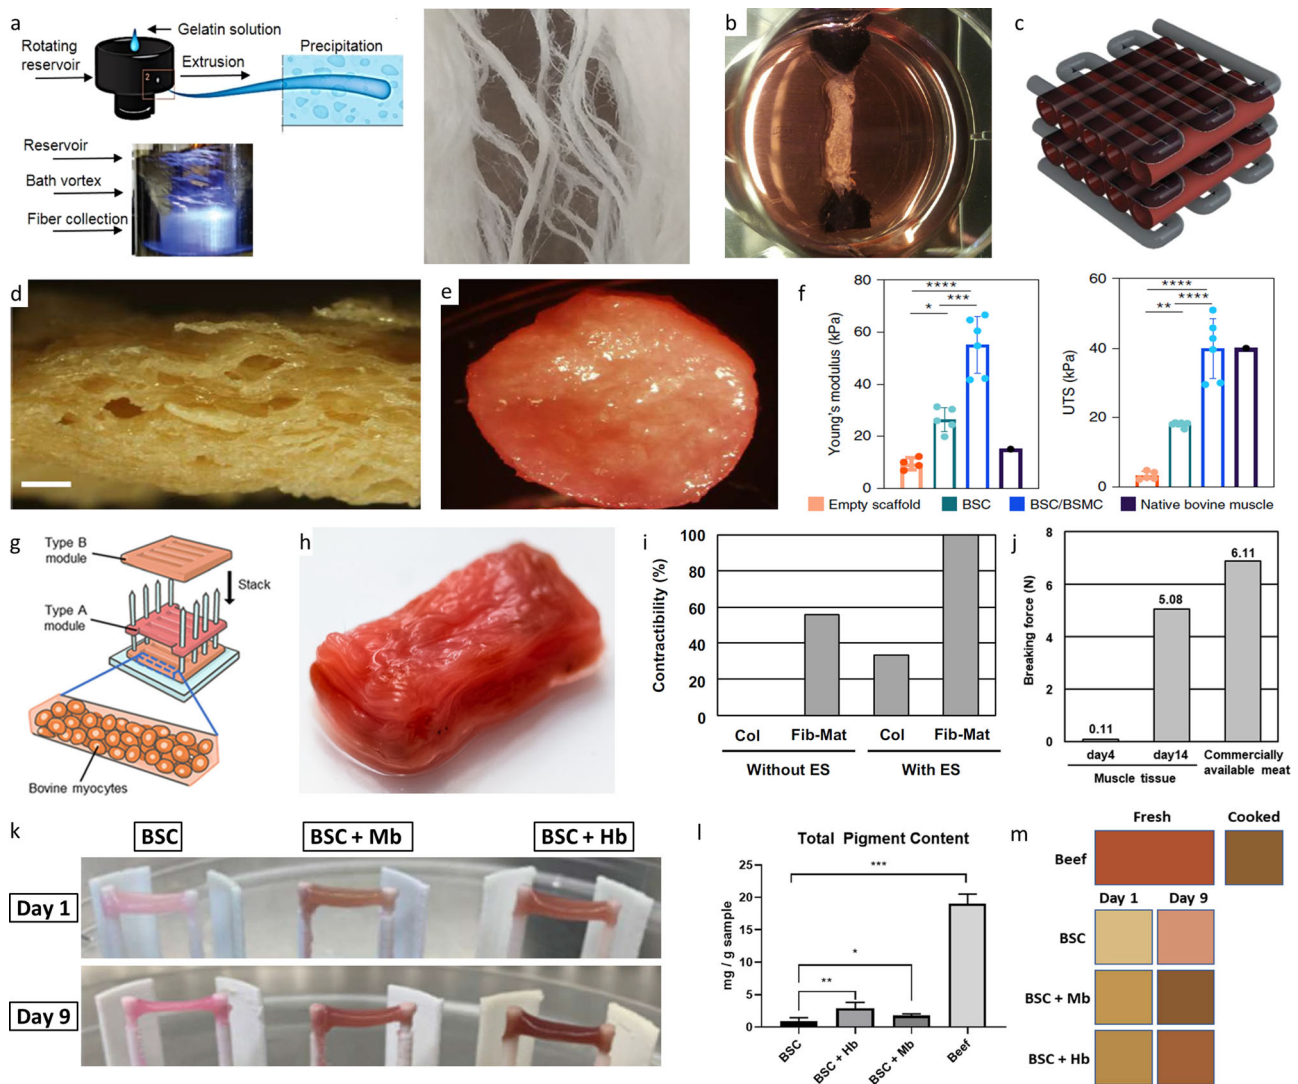 a
Gelatin solution
Rotating
reservoir
Extrusion
Precipitation
2
Reservoir
Bath vortex
Fiber collection
b
c
d
e
f
Young's modulus (kPa)
80
60
40
20
0
****
***
*
UTS (kPa)
60
40
20
0
****
****
**
Empty scaffold
BSC
BSC/BSMC
Native bovine muscle
g
Type B
module
Stack
Type A
module
Bovine myocytes
h
i
Contractibility (%)
100
80
60
40
20
0
Col
Fib-Mat
Col
Fib-Mat
Without ES
With ES
j
Breaking force (N)
8
6
4
2
0
0.11
5.08
6.11
day4
day14
Commercially
available meat
Muscle tissue
k
BSC
BSC + Mb
BSC + Hb
Day 1
Day 9
l
Total Pigment Content
mg / g sample
25
20
15
10
5
0
***
*
**
BSC
BSC + Hb
BSC + Mb
Beef
m
Fresh
Cooked
Beef
Day 1
Day 9
BSC
BSC + Mb
BSC + Hb